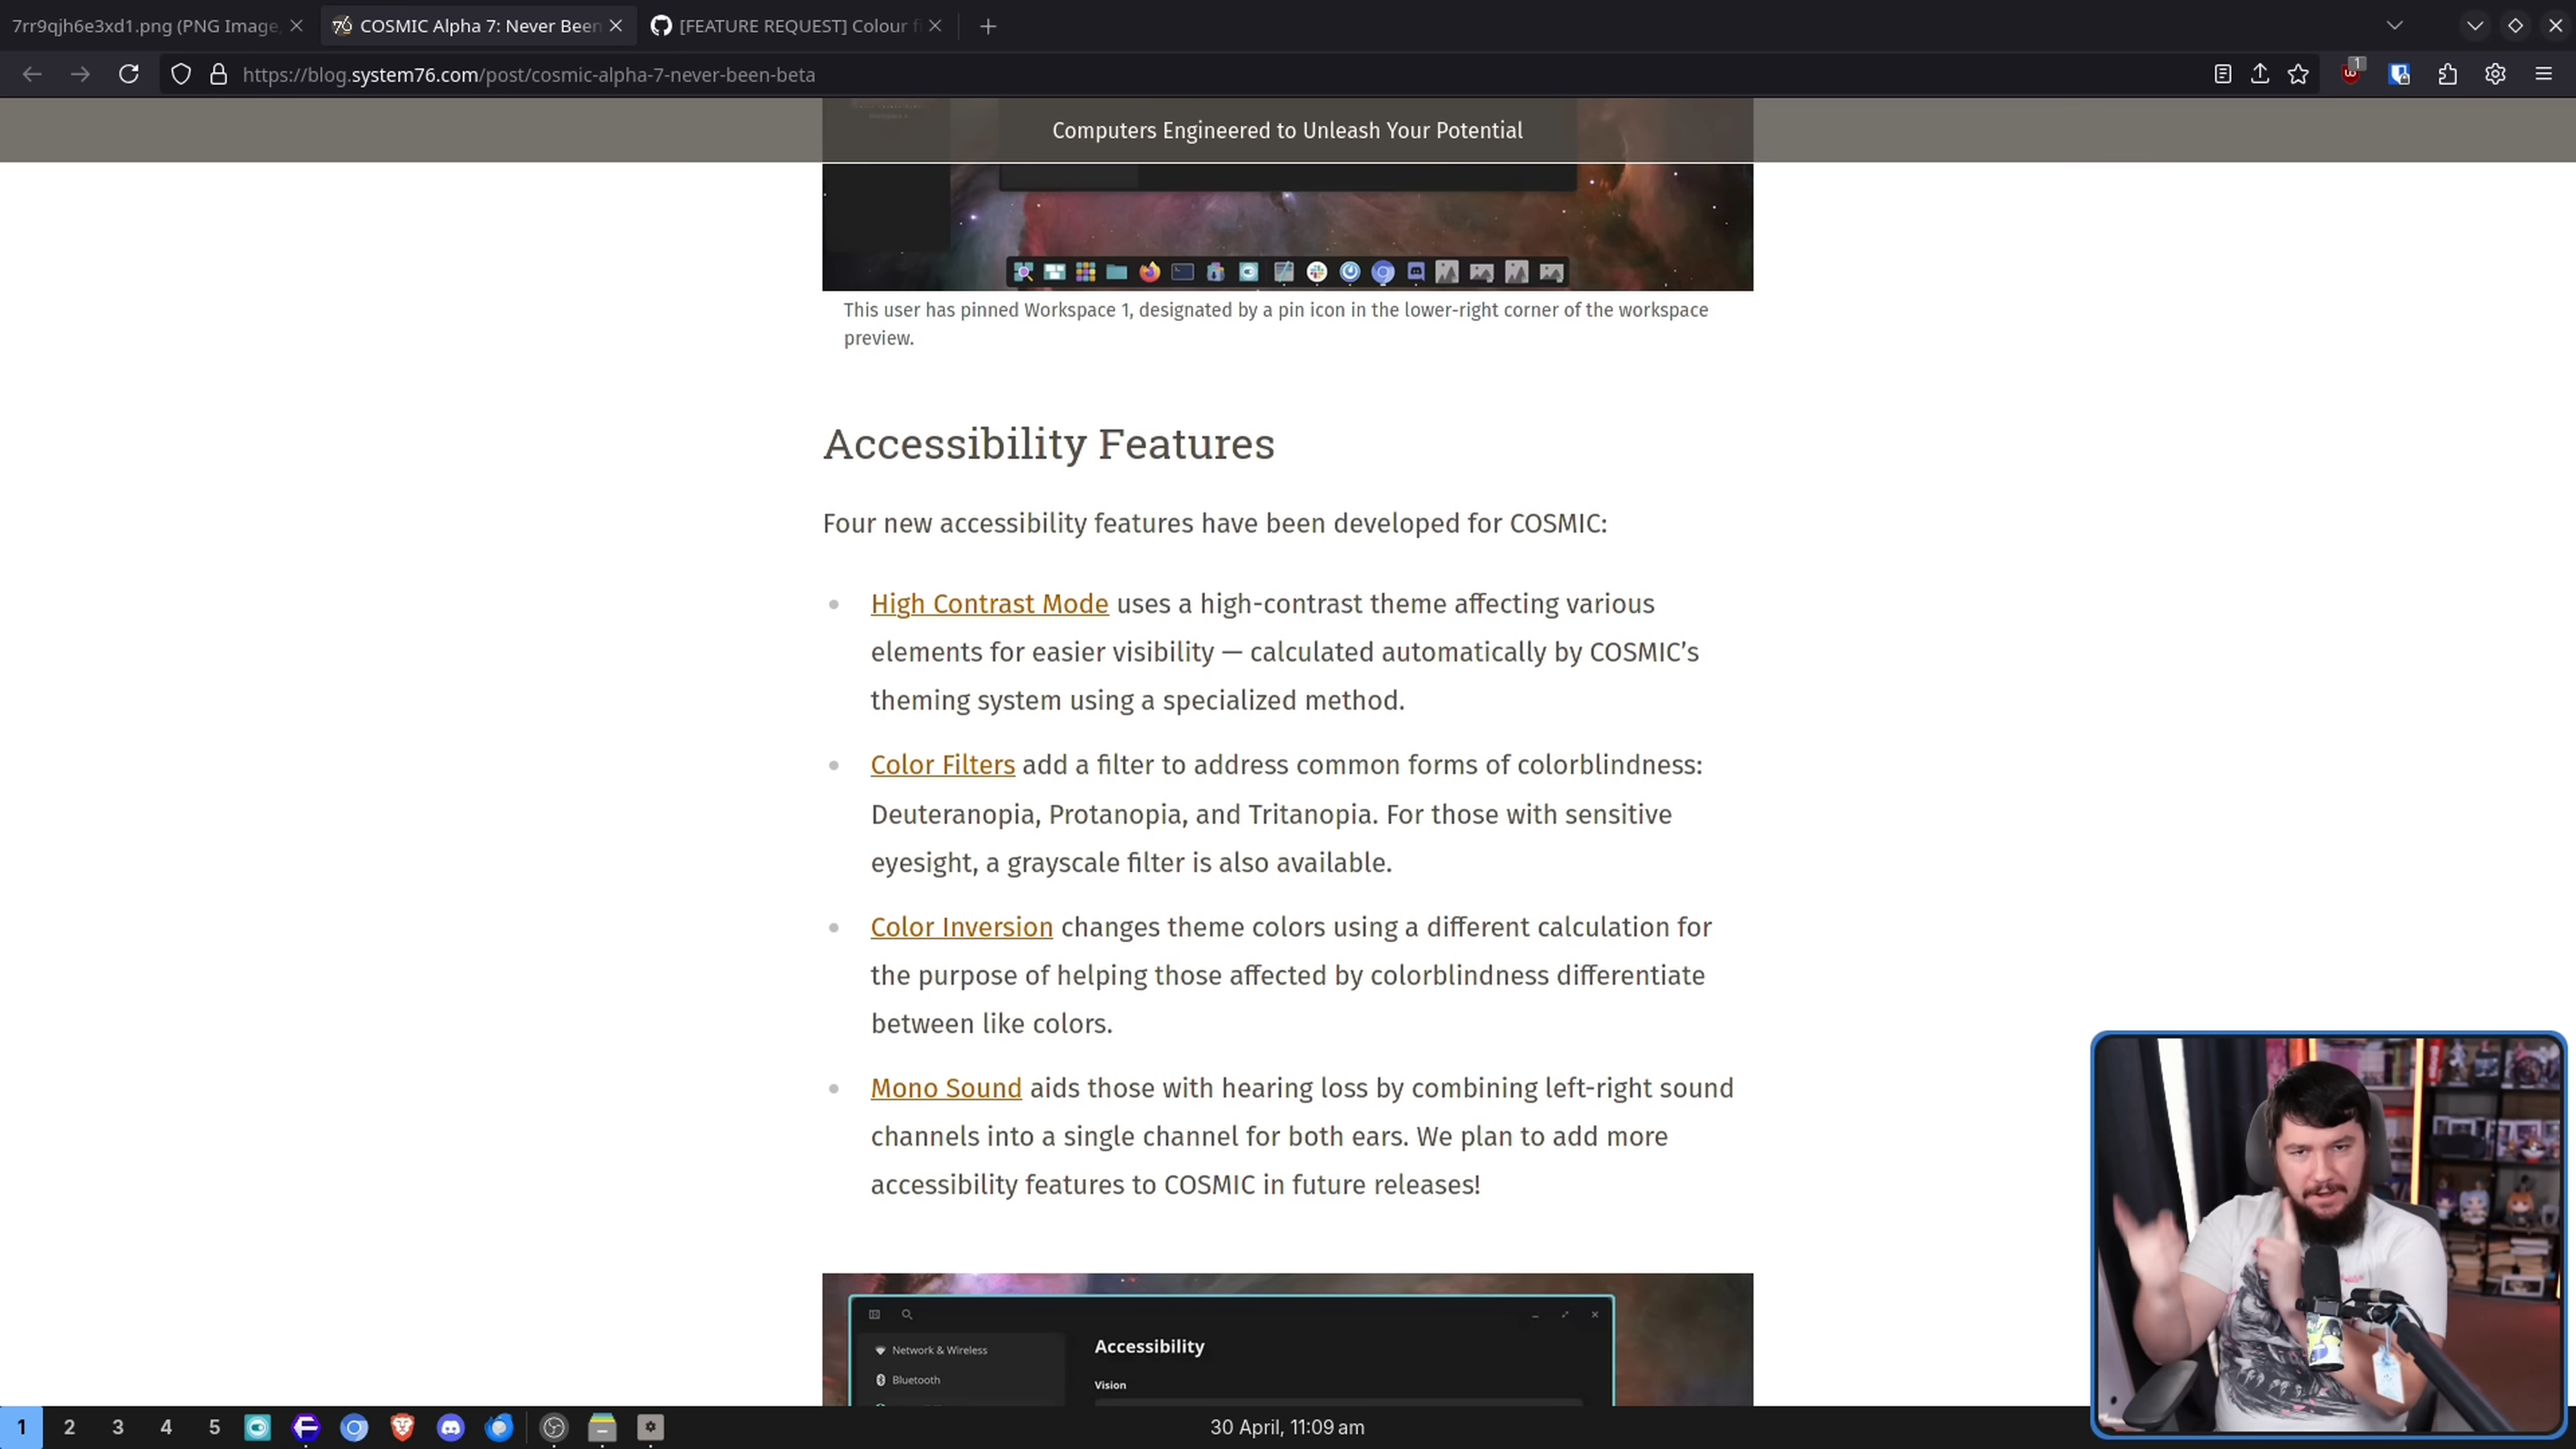 7rr9qjh6e3xd1.png (PNG Image,
COSMIC Alpha 7: Never Been
[FEATURE REQUEST] Colour f
https://blog.system76.com/post/cosmic-alpha-7-never-been-beta
1
Computers Engineered to Unleash Your Potential
This user has pinned Workspace 1, designated by a pin icon in the lower-right corner of the workspace
preview.
Accessibility Features
Four new accessibility features have been developed for COSMIC:
High Contrast Mode uses a high-contrast theme affecting various
elements for easier visibility — calculated automatically by COSMIC’s
theming system using a specialized method.
Color Filters add a filter to address common forms of colorblindness:
Deuteranopia, Protanopia, and Tritanopia. For those with sensitive
eyesight, a grayscale filter is also available.
Color Inversion changes theme colors using a different calculation for
the purpose of helping those affected by colorblindness differentiate
between like colors.
Mono Sound aids those with hearing loss by combining left-right sound
channels into a single channel for both ears. We plan to add more
accessibility features to COSMIC in future releases!
Network & Wireless
Bluetooth
Accessibility
Vision
1 2 3 4 5
30 April, 11:09 am